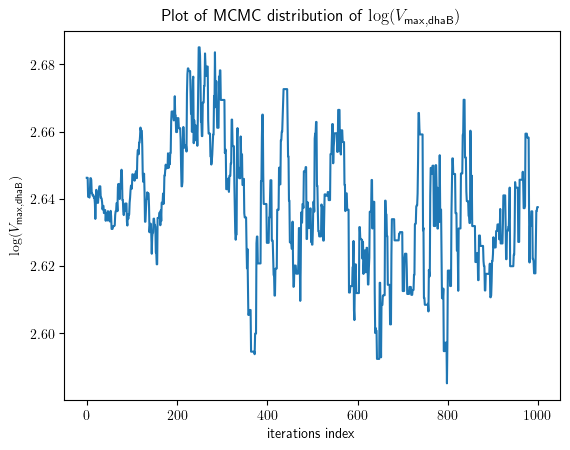 Plot of MCMC distribution of log(V_max,dhaB)
log(V_max,dhaB)
2.68
2.66
2.64
2.62
2.60
0 200 400 600 800 1000
iterations index